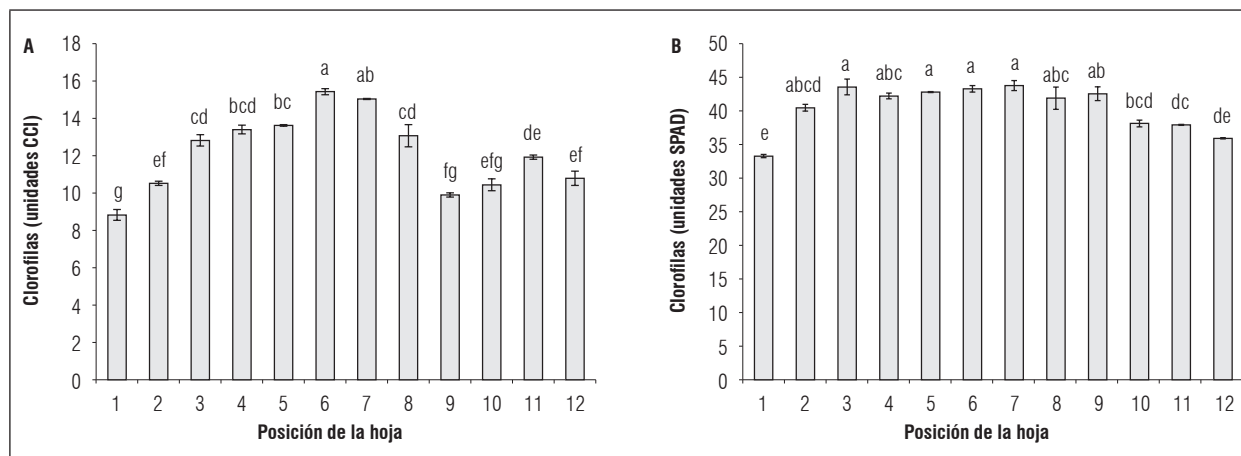 A
Clorofilas (unidades CCI)
18
16
14
12
10
8
6
4
2
0
g
ef
cd
bcd
bc
a
ab
cd
fg
efg
de
ef
1 2 3 4 5 6 7 8 9 10 11 12
Posición de la hoja
B
Clorofilas (unidades SPAD)
50
45
40
35
30
25
20
15
10
5
0
e
abcd
a
abc
a
a
a
abc
ab
bcd
dc
de
1 2 3 4 5 6 7 8 9 10 11 12
Posición de la hoja